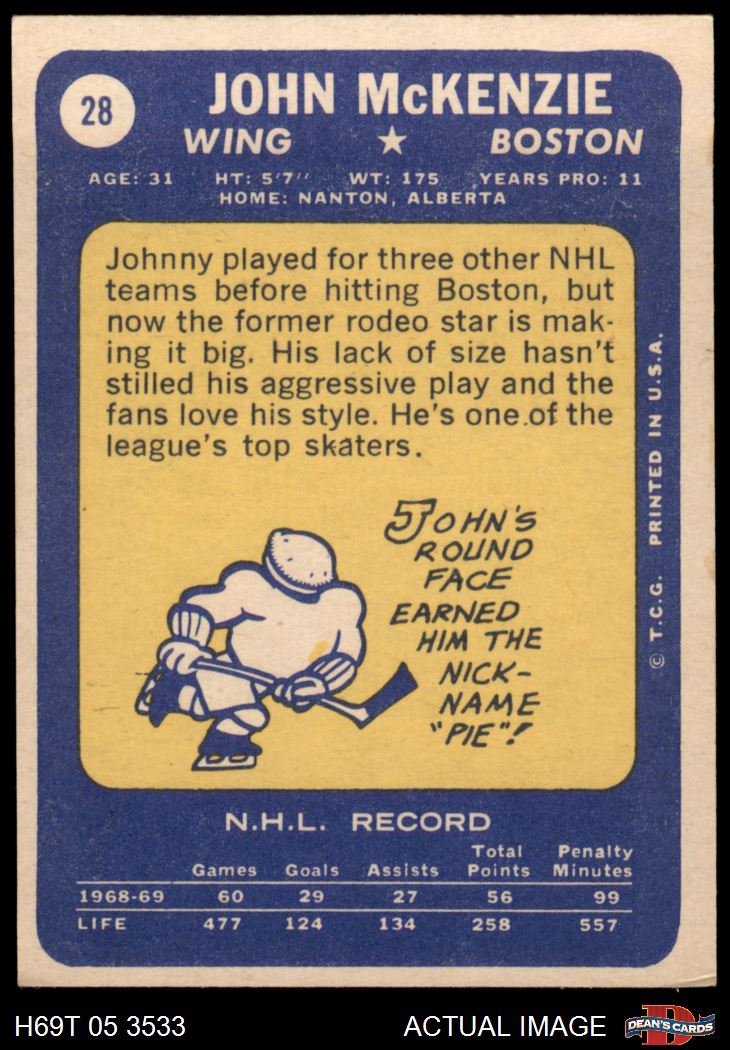 28
JOHN McKENZIE
WING ★ BOSTON
AGE: 31 HT: 5'7" WT: 175 YEARS PRO: 11
HOME: NANTON, ALBERTA
Johnny played for three other NHL
teams before hitting Boston, but
now the former rodeo star is mak-
ing it big. His lack of size hasn't
stilled his aggressive play and the
fans love his style. He's one of the
league's top skaters.
JOHN'S
ROUND
FACE
EARNED
HIM THE
NICK-
NAME
"PIE"!
© T.C.G. PRINTED IN U.S.A.
N.H.L. RECORD
Games Goals Assists Total Points Penalty Minutes
1968-69 60 29 27 56 99
LIFE 477 124 134 258 557
H69T 05 3533 ACTUAL IMAGE
D
DEAN'S CARDS